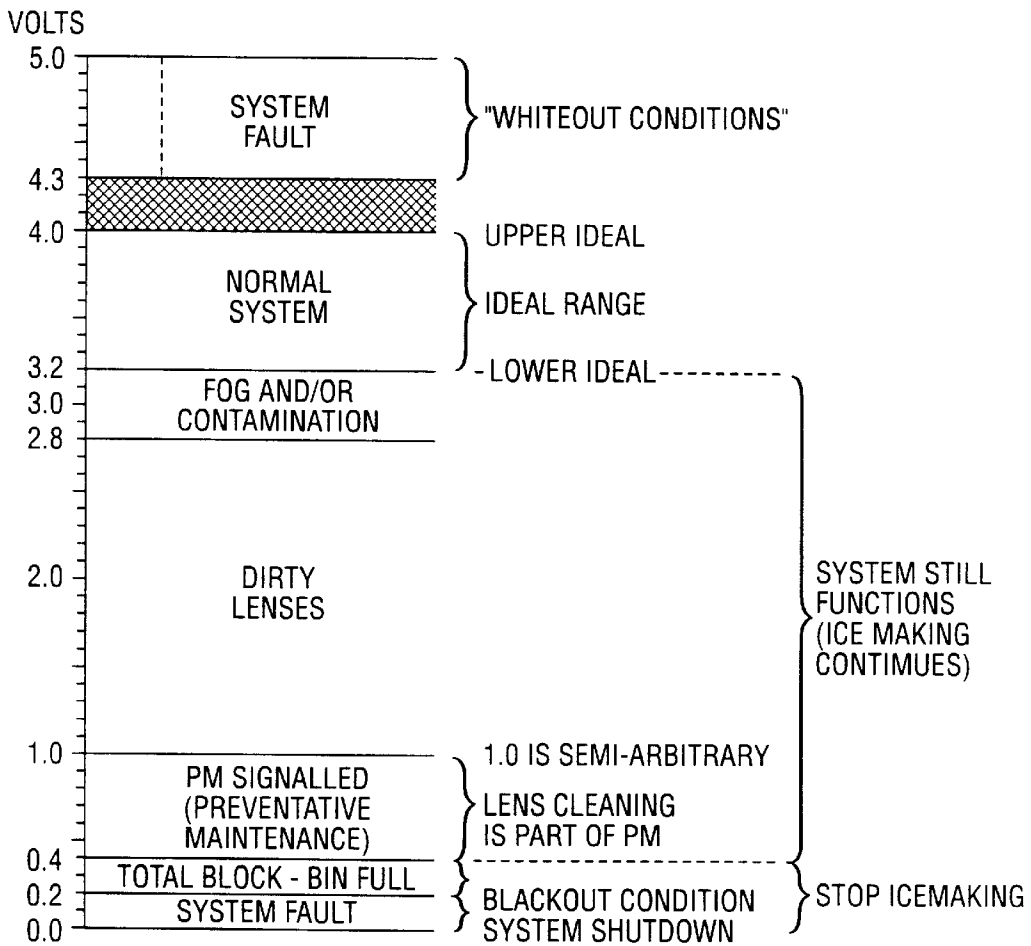 VOLTS
5.0
SYSTEM
FAULT
"WHITEOUT CONDITIONS"
4.3
4.0
UPPER IDEAL
NORMAL
SYSTEM
IDEAL RANGE
3.2
- LOWER IDEAL
FOG AND/OR
CONTAMINATION
3.0
2.8
2.0
DIRTY
LENSES
SYSTEM STILL
FUNCTIONS
(ICE MAKING
CONTIMUES)
1.0
1.0 IS SEMI-ARBITRARY
PM SIGNALLED
(PREVENTATIVE
MAINTENANCE)
LENS CLEANING
IS PART OF PM
0.4
TOTAL BLOCK - BIN FULL
0.2
SYSTEM FAULT
BLACKOUT CONDITION
SYSTEM SHUTDOWN
STOP ICEMAKING
0.0